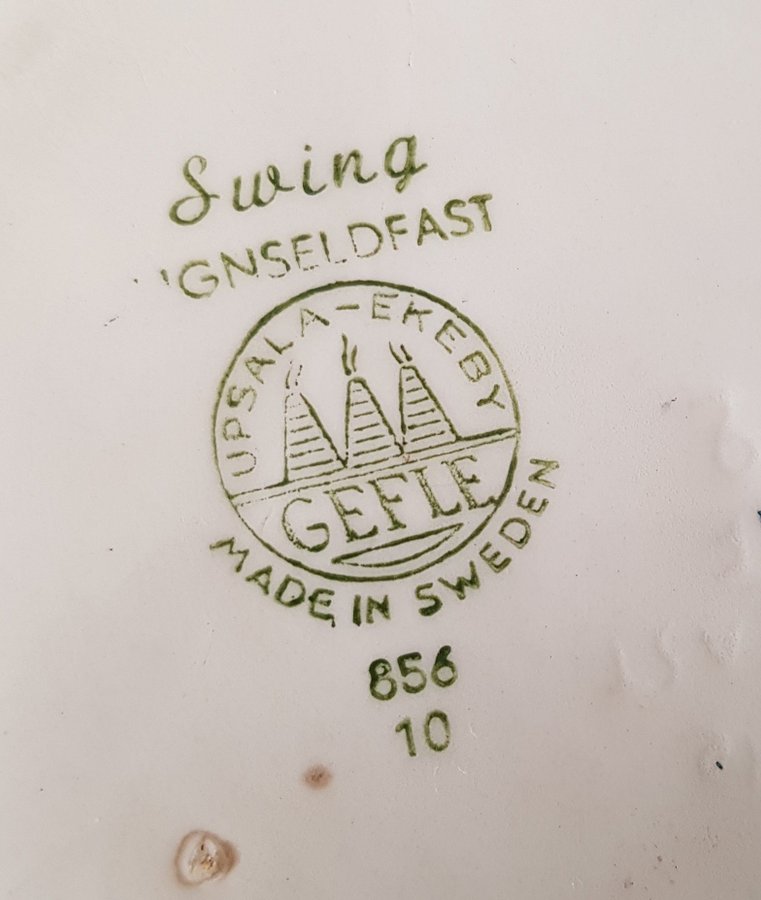 Swing
'GNSELDFAST
UPSALA-EKEBY
GEFLE
MADE IN SWEDEN
856
10